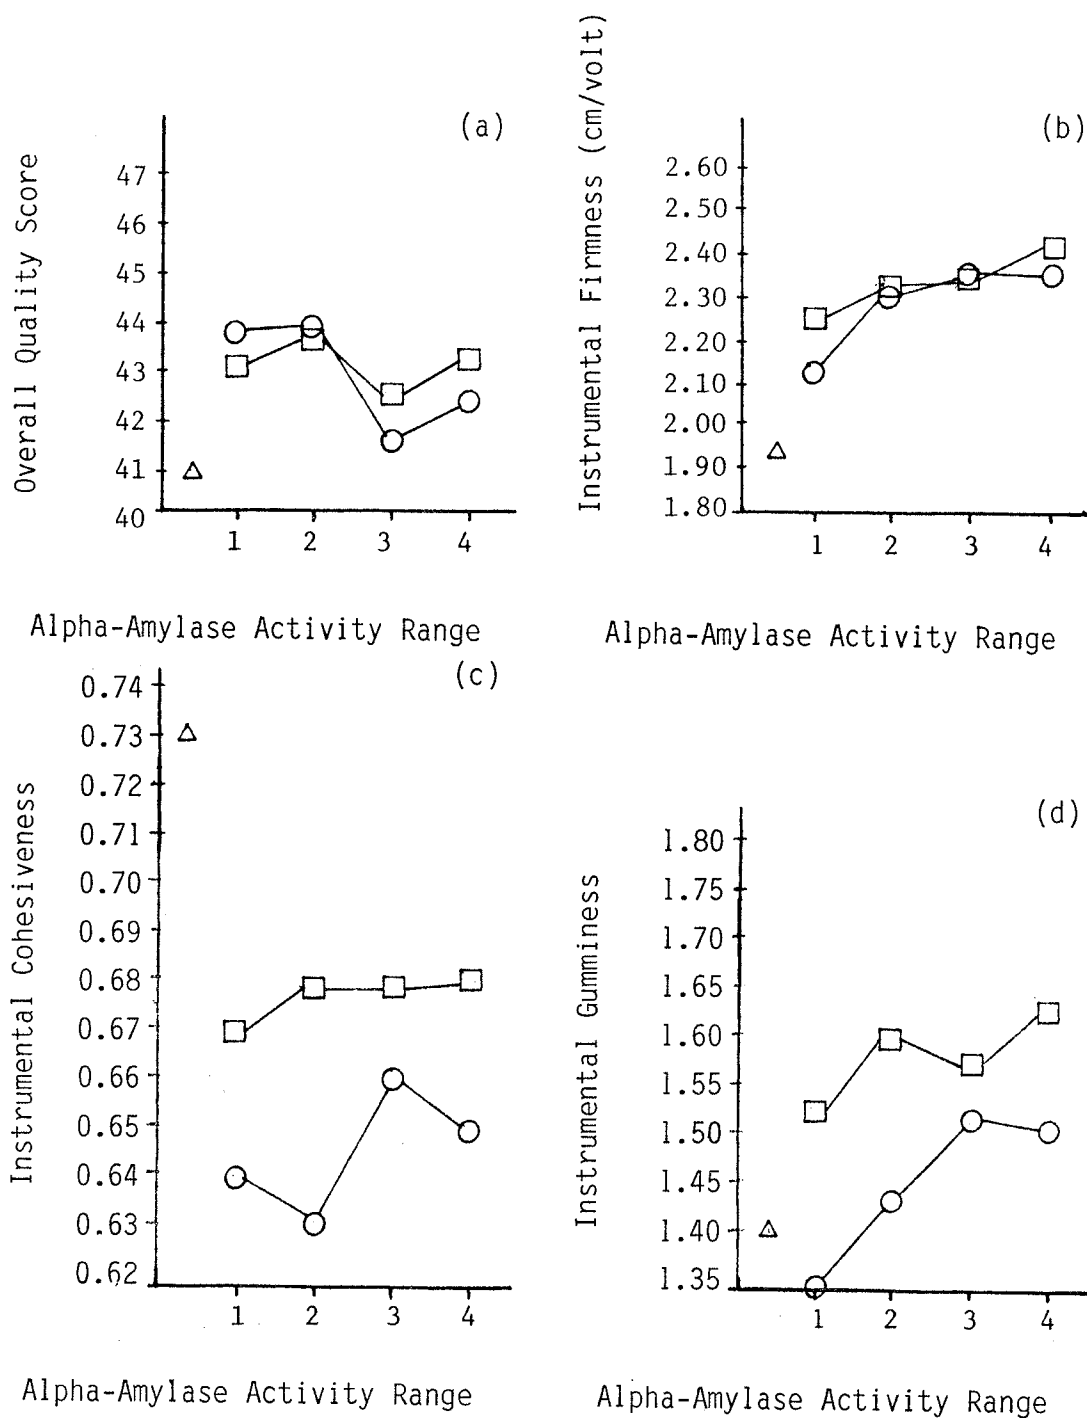 (a)
Overall Quality Score
47
46
45
44
43
42
41
40
1 2 3 4
Alpha-Amylase Activity Range
(b)
Instrumental Firmness (cm/volt)
2.60
2.50
2.40
2.30
2.20
2.10
2.00
1.90
1.80
1 2 3 4
Alpha-Amylase Activity Range
(c)
Instrumental Cohesiveness
0.74
0.73
0.72
0.71
0.70
0.69
0.68
0.67
0.66
0.65
0.64
0.63
0.62
1 2 3 4
Alpha-Amylase Activity Range
(d)
Instrumental Gumminess
1.80
1.75
1.70
1.65
1.60
1.55
1.50
1.45
1.40
1.35
1 2 3 4
Alpha-Amylase Activity Range